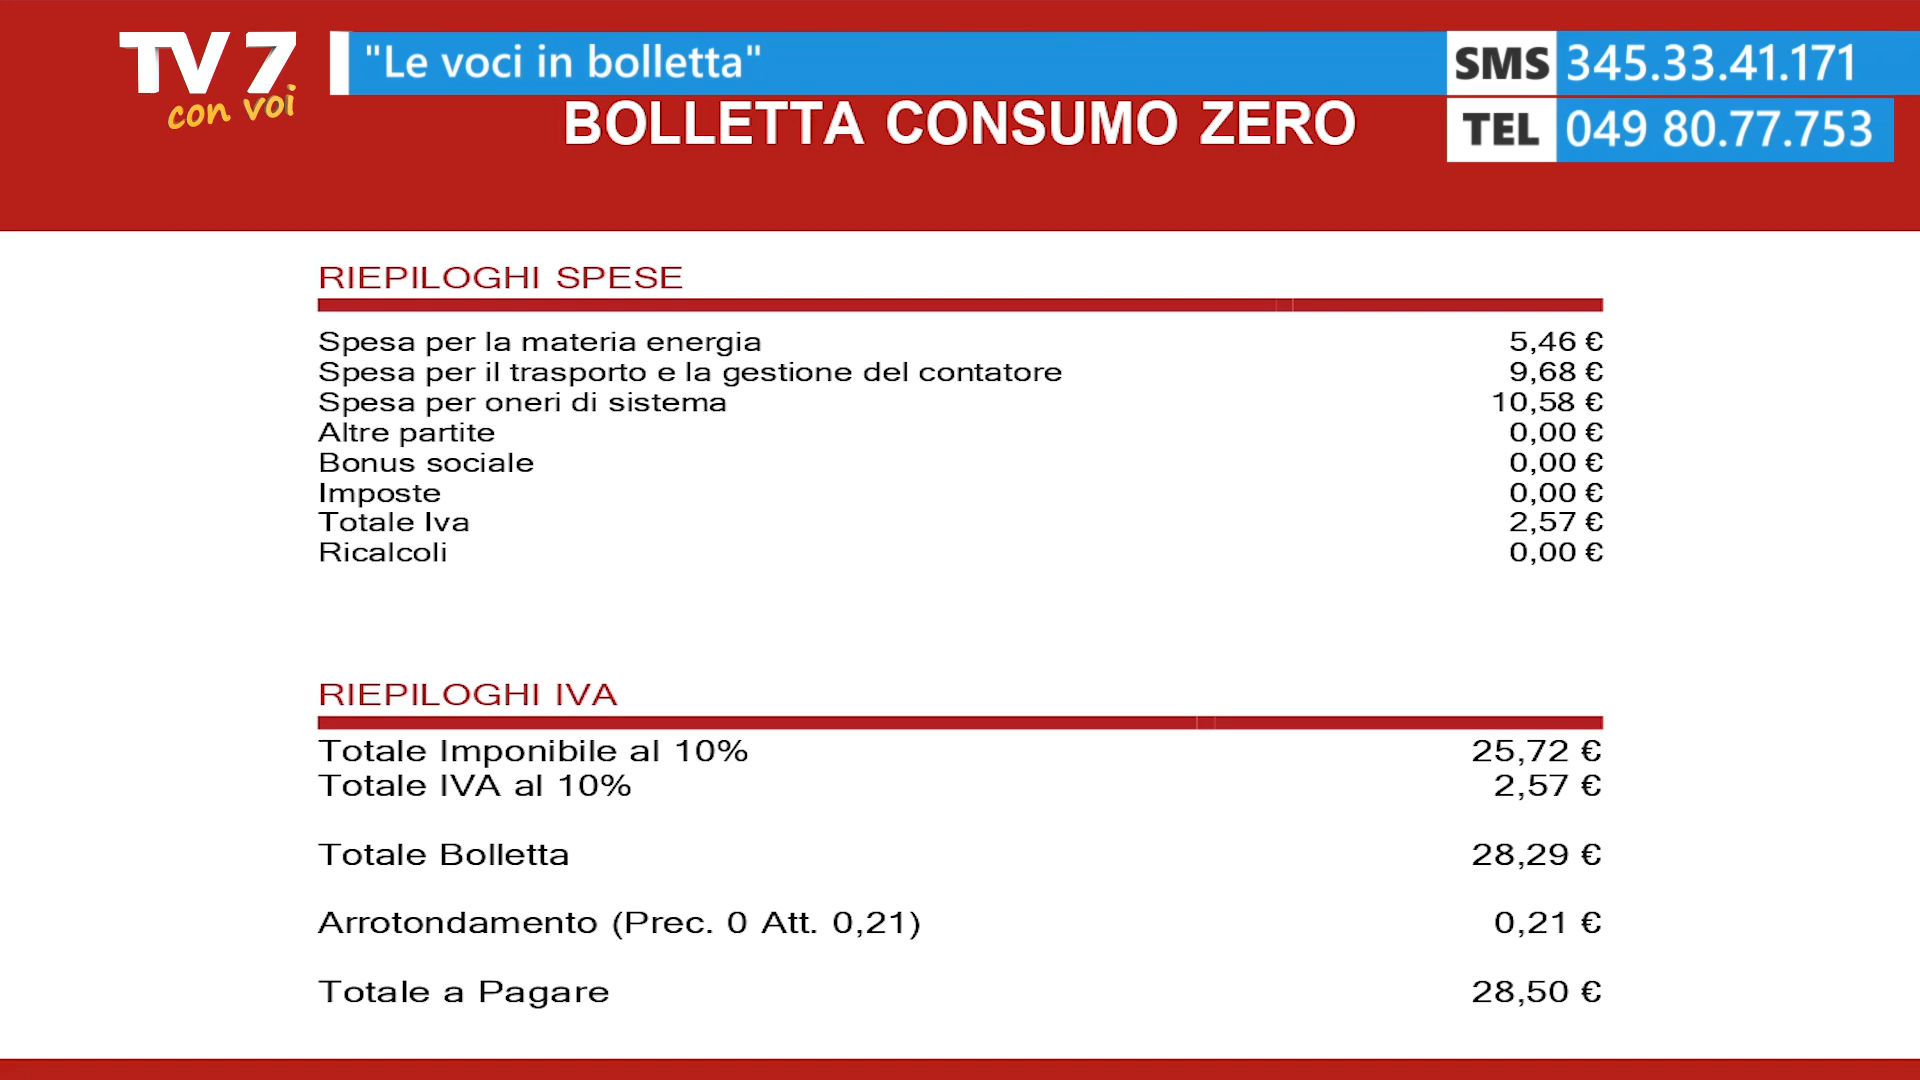 TV 7
con voi
"Le voci in bolletta"
SMS 345.33.41.171
TEL 049 80.77.753
BOLLETTA CONSUMO ZERO
RIEPILOGHI SPESE
Spesa per la materia energia 5,46 €
Spesa per il trasporto e la gestione del contatore 9,68 €
Spesa per oneri di sistema 10,58 €
Altre partite 0,00 €
Bonus sociale 0,00 €
Imposte 0,00 €
Totale Iva 2,57 €
Ricalcoli 0,00 €
RIEPILOGHI IVA
Totale Imponibile al 10% 25,72 €
Totale IVA al 10% 2,57 €
Totale Bolletta 28,29 €
Arrotondamento (Prec. 0 Att. 0,21) 0,21 €
Totale a Pagare 28,50 €